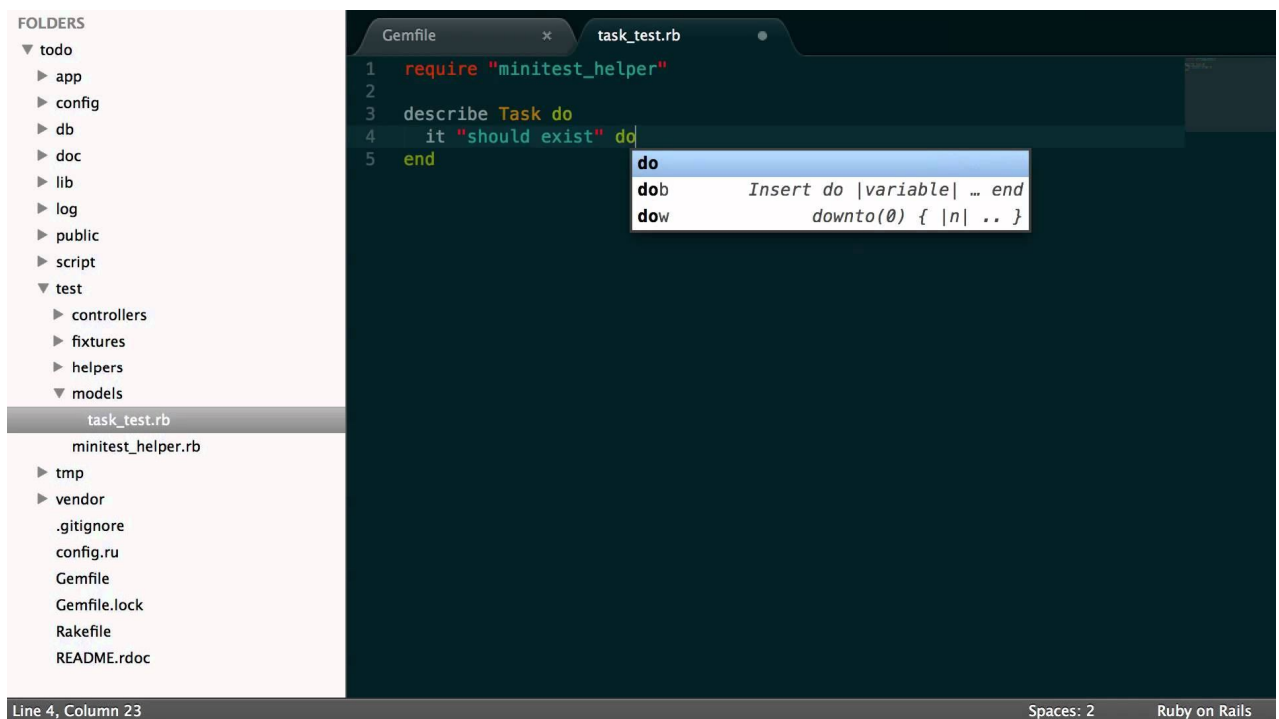 FOLDERS
todo
app
config
db
doc
lib
log
public
script
test
controllers
fixtures
helpers
models
task_test.rb
minitest_helper.rb
tmp
vendor
.gitignore
config.ru
Gemfile
Gemfile.lock
Rakefile
README.rdoc
Gemfile × task_test.rb
1 require "minitest_helper"
2
3 describe Task do
4 it "should exist" do
5 end
do
dob Insert do |variable| … end
dow downto(0) { |n| .. }
Line 4, Column 23 Spaces: 2 Ruby on Rails